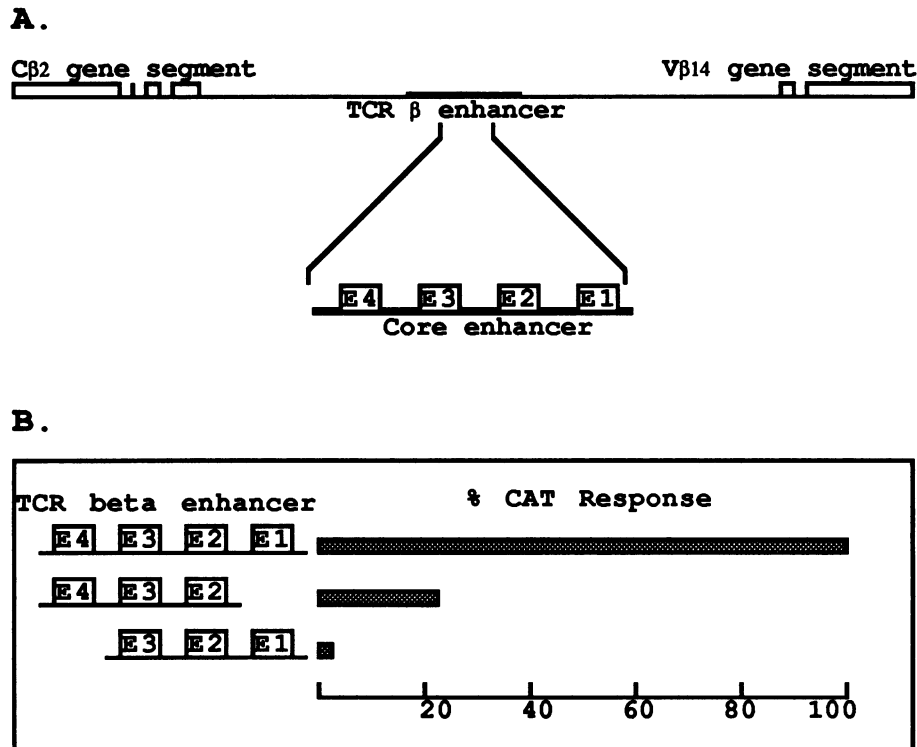 A.
Cβ2 gene segment Vβ14 gene segment
TCR β enhancer
E4 E3 E2 E1
Core enhancer
B.
TCR beta enhancer % CAT Response
E4 E3 E2 E1
E4 E3 E2
E3 E2 E1
20 40 60 80 100